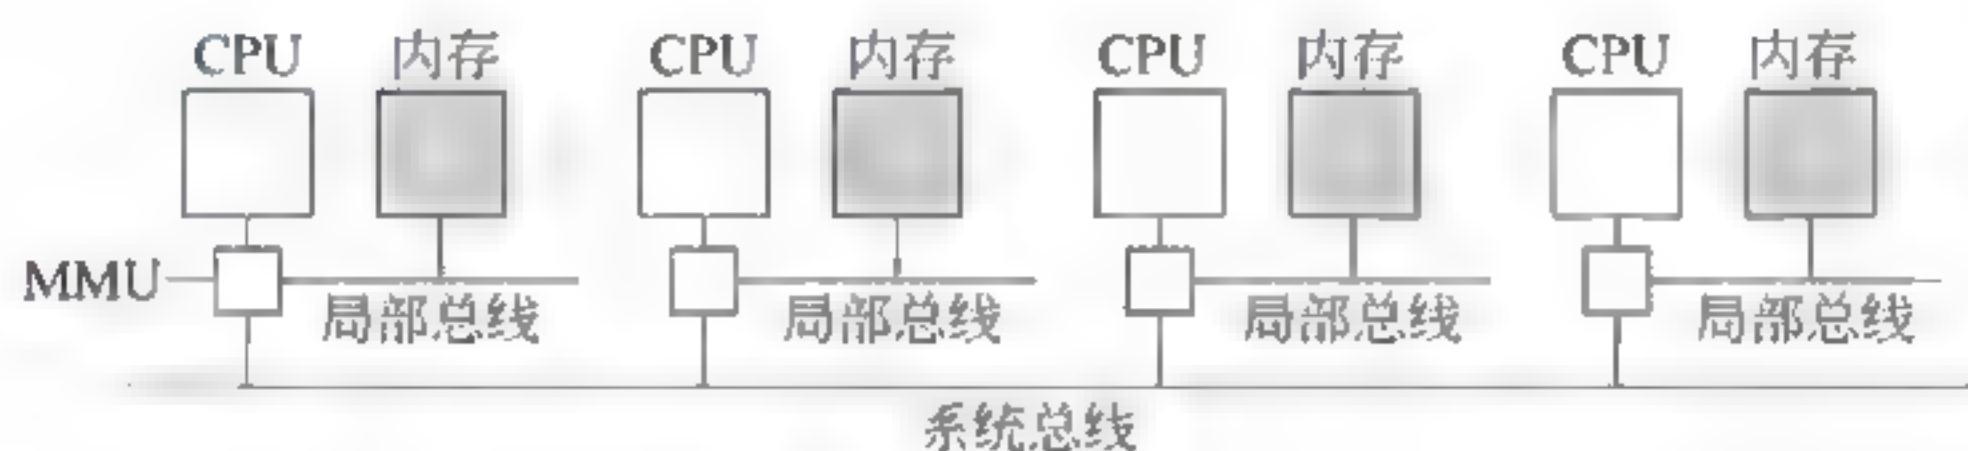 CPU 内存 CPU 内存 CPU 内存 CPU 内存
MMU
局部总线 局部总线 局部总线 局部总线
系统总线